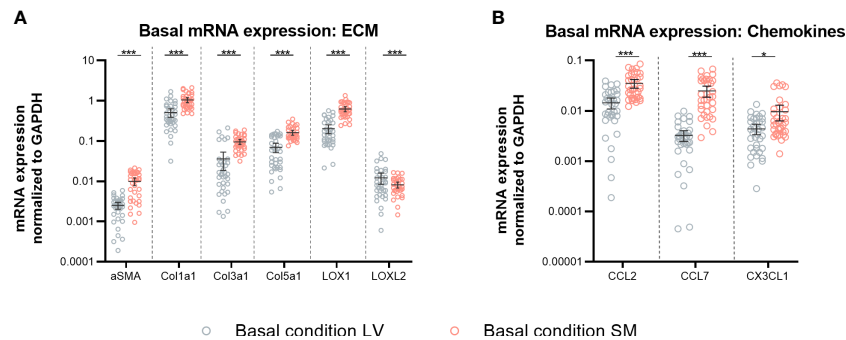 A
Basal mRNA expression: ECM
mRNA expression
normalized to GAPDH
10
1
0.1
0.01
0.001
0.0001
*** *** *** *** *** ***
aSMA Col1a1 Col3a1 Col5a1 LOX1 LOXL2
B
Basal mRNA expression: Chemokines
mRNA expression
normalized to GAPDH
0.1
0.01
0.001
0.0001
0.00001
*** *** *
CCL2 CCL7 CX3CL1
Basal condition LV Basal condition SM